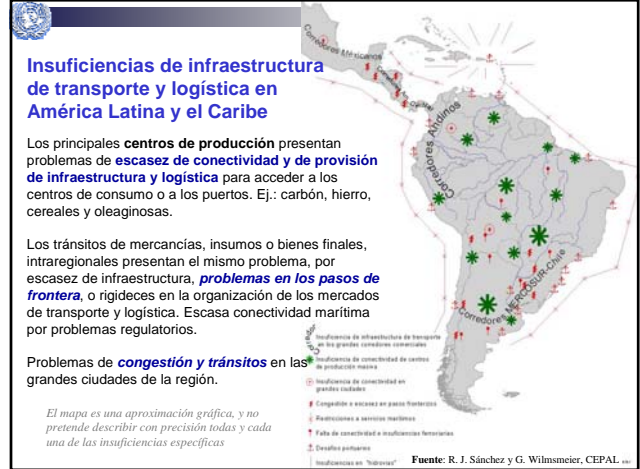 Insuficiencias de infraestructura
de transporte y logística en
América Latina y el Caribe
Los principales centros de producción presentan
problemas de escasez de conectividad y de provisión
de infraestructura y logística para acceder a los
centros de consumo o a los puertos. Ej.: carbón, hierro,
cereales y oleaginosas.
Los tránsitos de mercancías, insumos o bienes finales,
intraregionales presentan el mismo problema, por
escasez de infraestructura, problemas en los pasos de
frontera, o rigideces en la organización de los mercados
de transporte y logística. Escasa conectividad marítima
por problemas regulatorios.
Problemas de congestión y tránsitos en las
grandes ciudades de la región.
El mapa es una aproximación gráfica, y no
pretende describir con precisión todas y cada
una de las insuficiencias específicas
Corredores Mexicanos
Corredores Andinos
Corredores MERCOSUR-Chile
Corredor
Insuficiencia de infraestructura de transporte
en los grandes corredores comerciales
Insuficiencia de conectividad de centros
de producción masiva
Insuficiencia de conectividad en
grandes ciudades
Congestión o escasez en pasos fronterizos
Restricciones a servicios marítimos
Falta de conectividad e insuficiencias ferroviarias
Desafíos portuarios
Insuficiencias en "hidrovías"
Fuente: R. J. Sánchez y G. Wilmsmeier, CEPAL